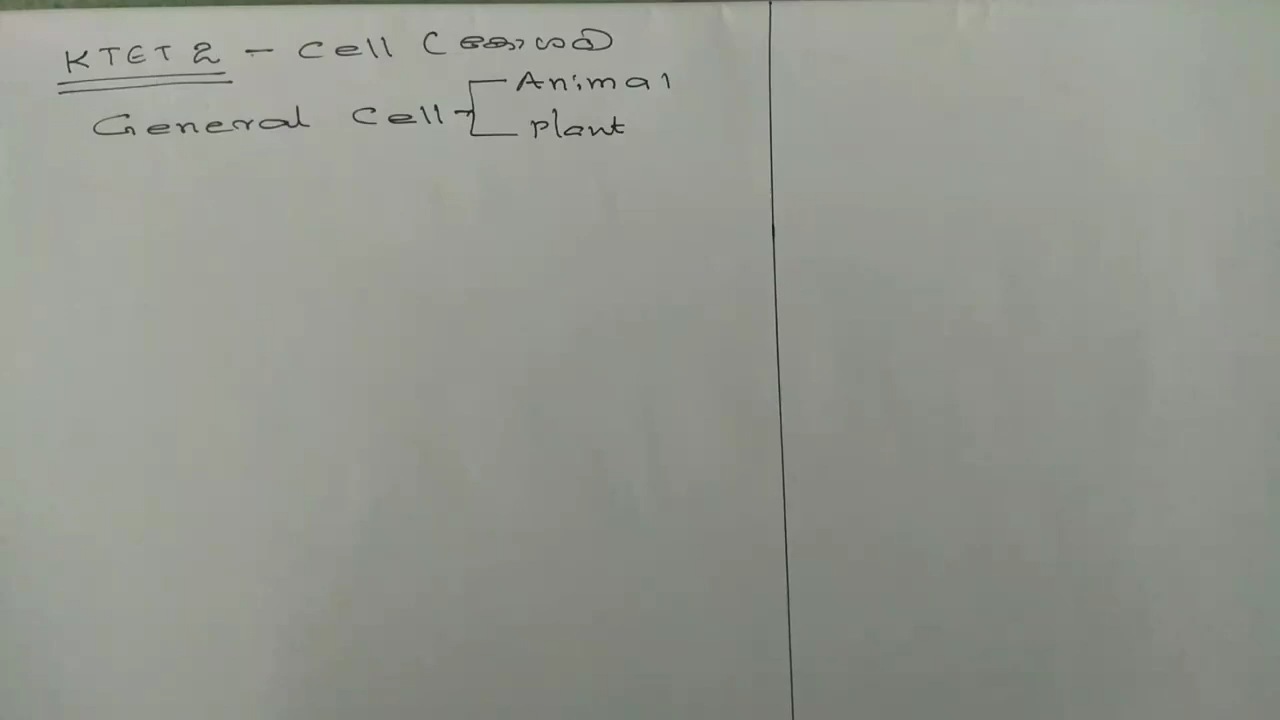 KTET 2 - Cell (കോശം)
General Cell
Animal
Plant